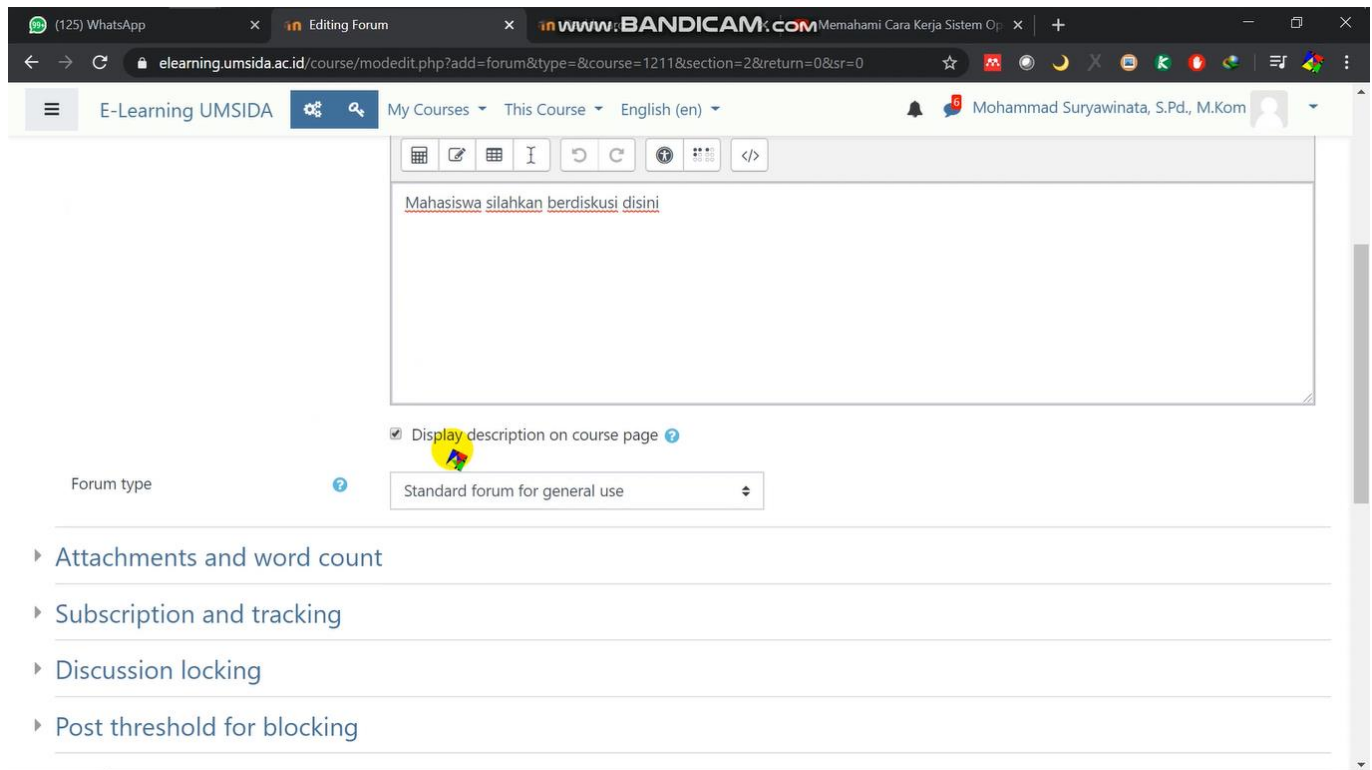 (125) WhatsApp
Editing Forum
www.BANDICAM.com
Memahami Cara Kerja Sistem Op
elearning.umsida.ac.id/course/modedit.php?add=forum&type=&course=1211&section=2&return=0&sr=0
E-Learning UMSIDA
My Courses
This Course
English (en)
6
Mohammad Suryawinata, S.Pd., M.Kom
Mahasiswa silahkan berdiskusi disini
Display description on course page
Forum type
Standard forum for general use
Attachments and word count
Subscription and tracking
Discussion locking
Post threshold for blocking